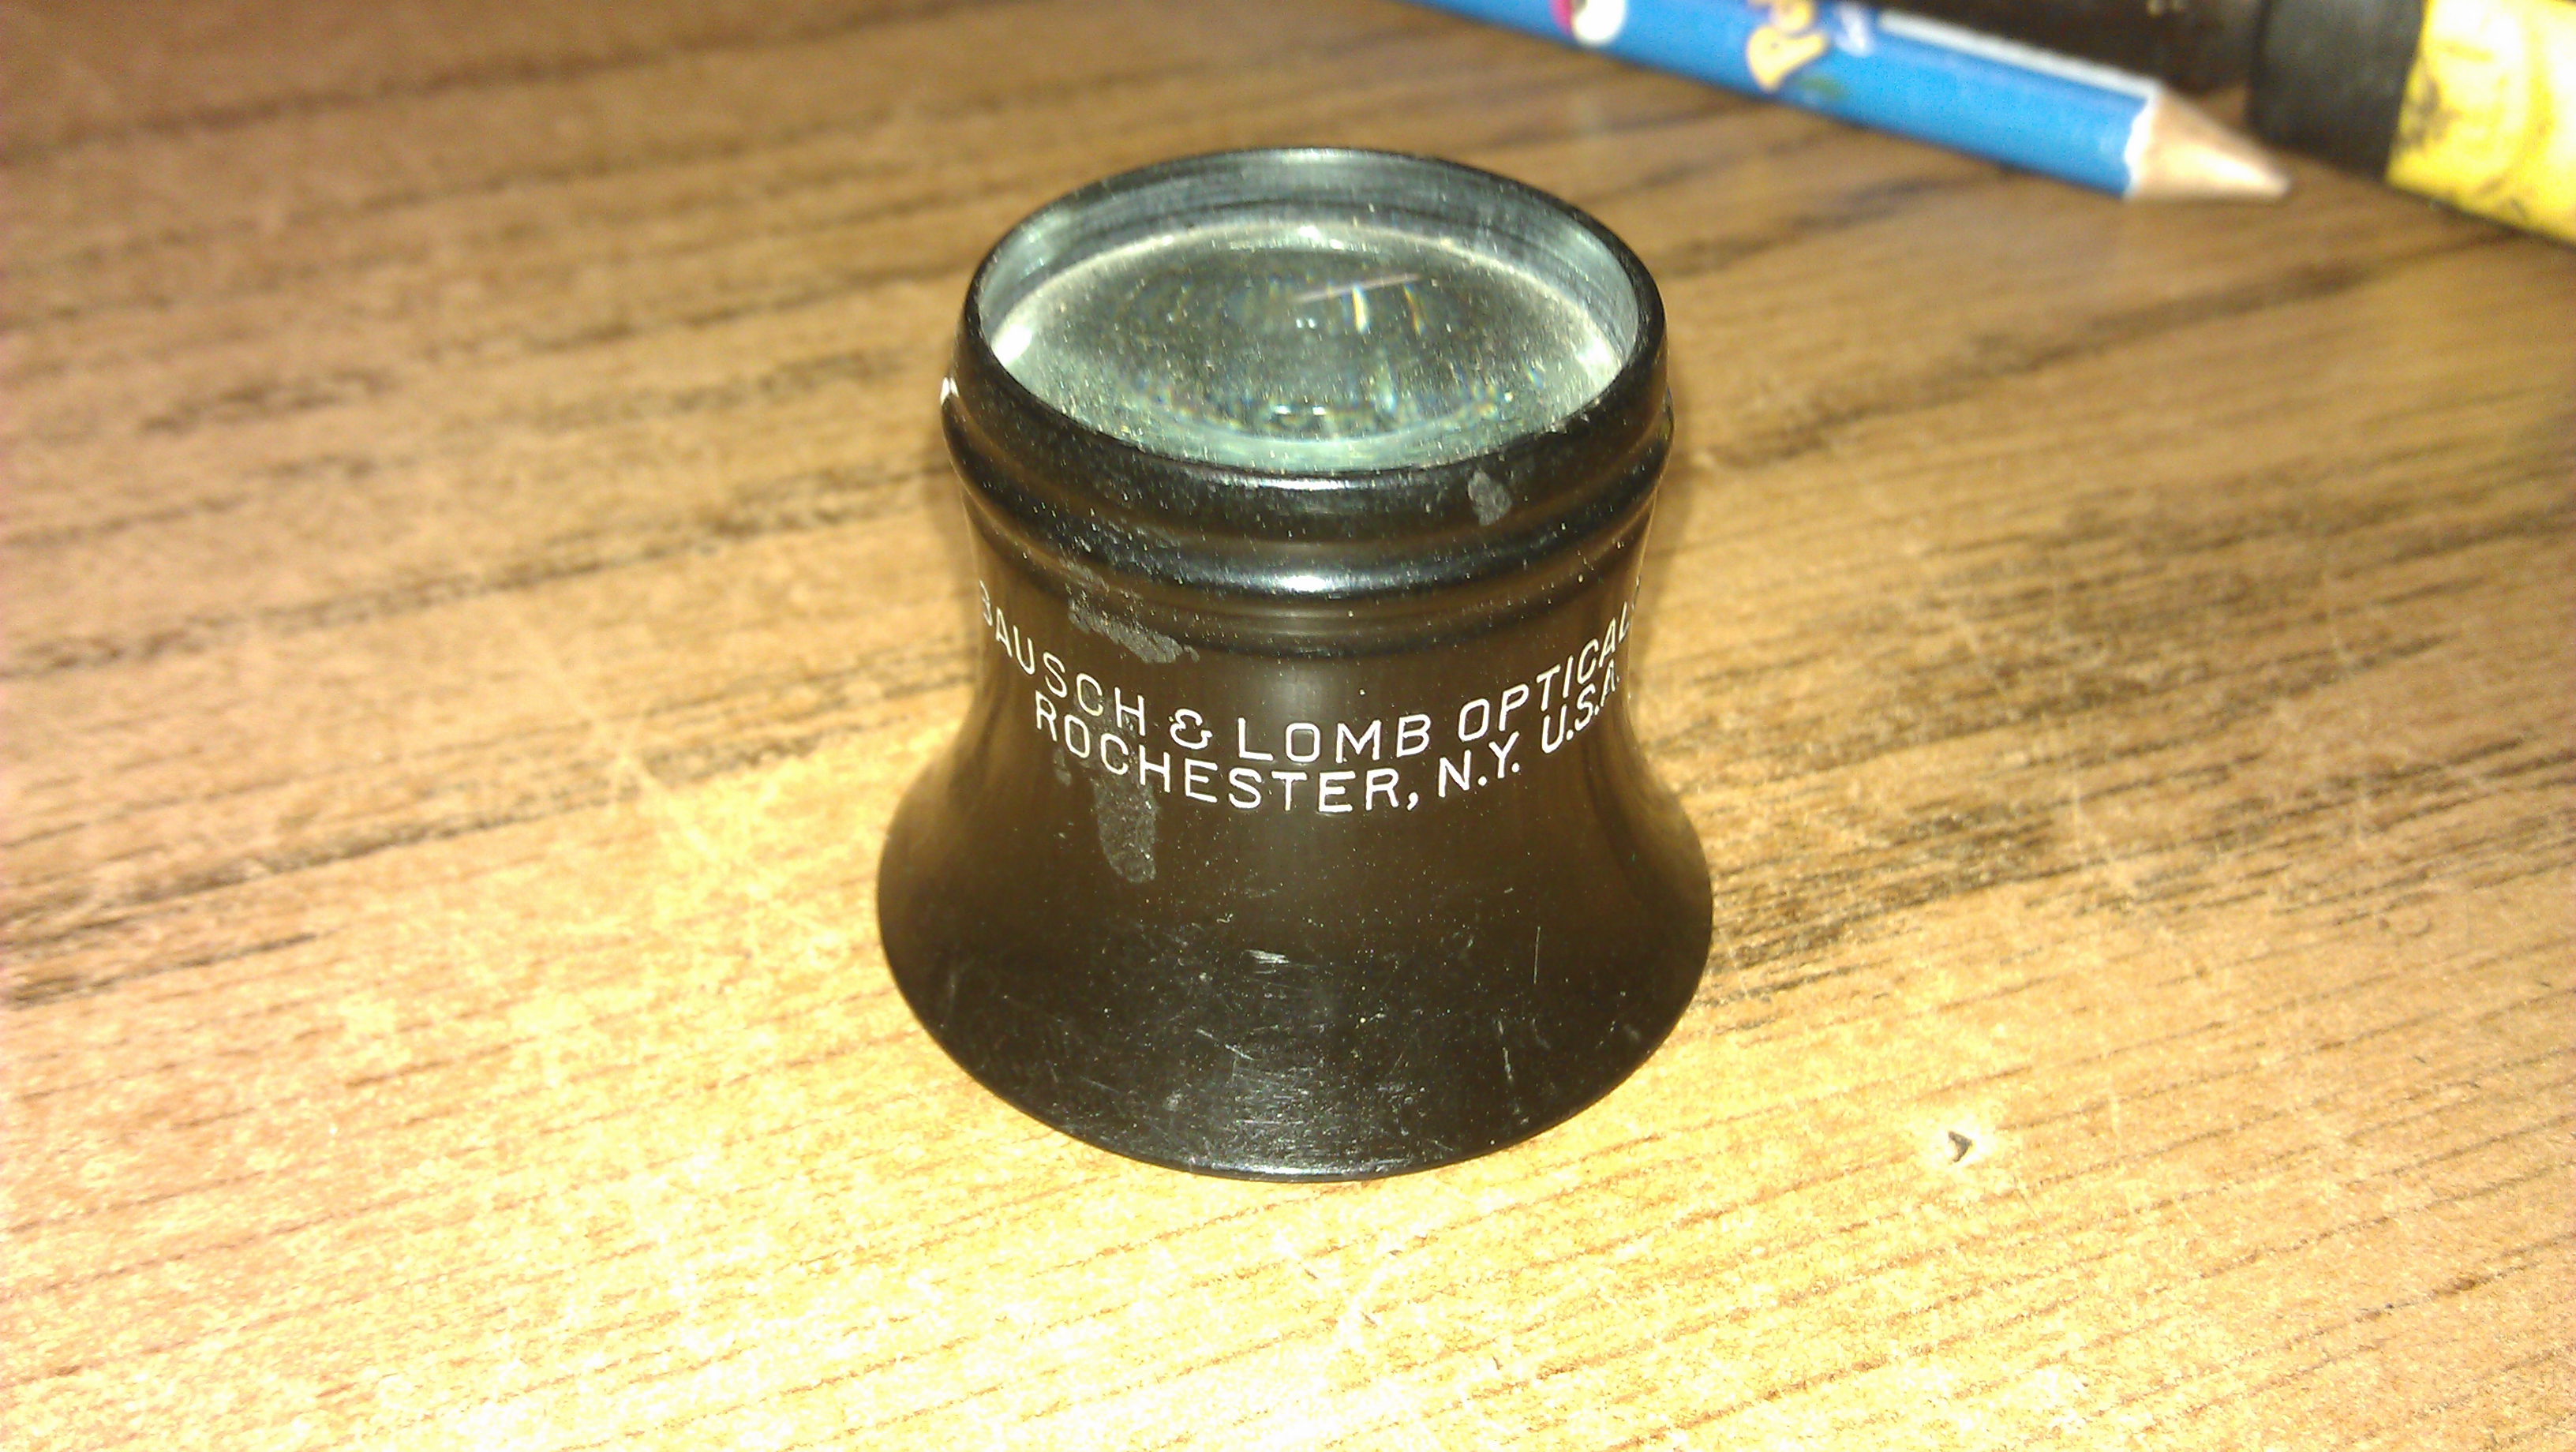 BAUSCH & LOMB OPTICAL
ROCHESTER, N.Y. U.S.A.